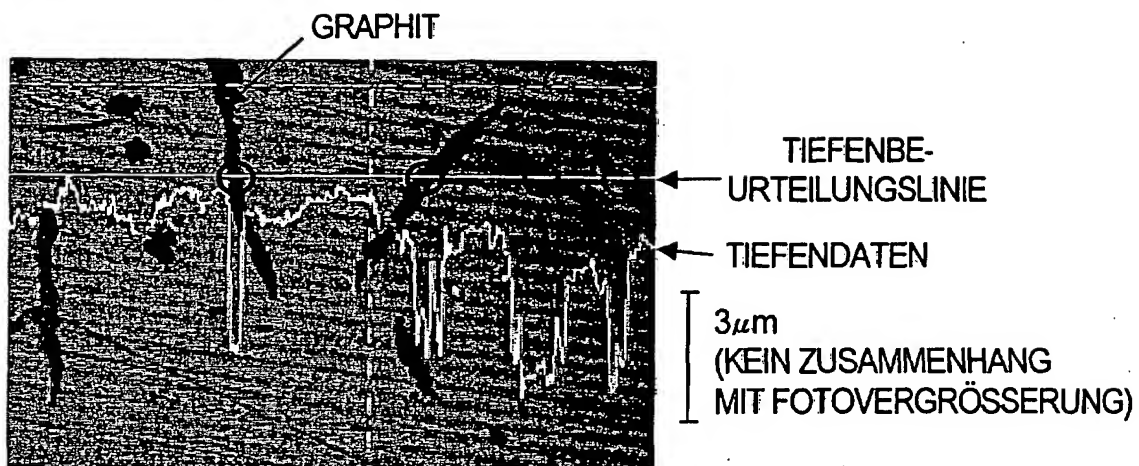 GRAPHIT
TIEFENBE-
URTEILUNGSLINIE
TIEFENDATEN
3μm
(KEIN ZUSAMMENHANG
MIT FOTOVERGRÖSSERUNG)